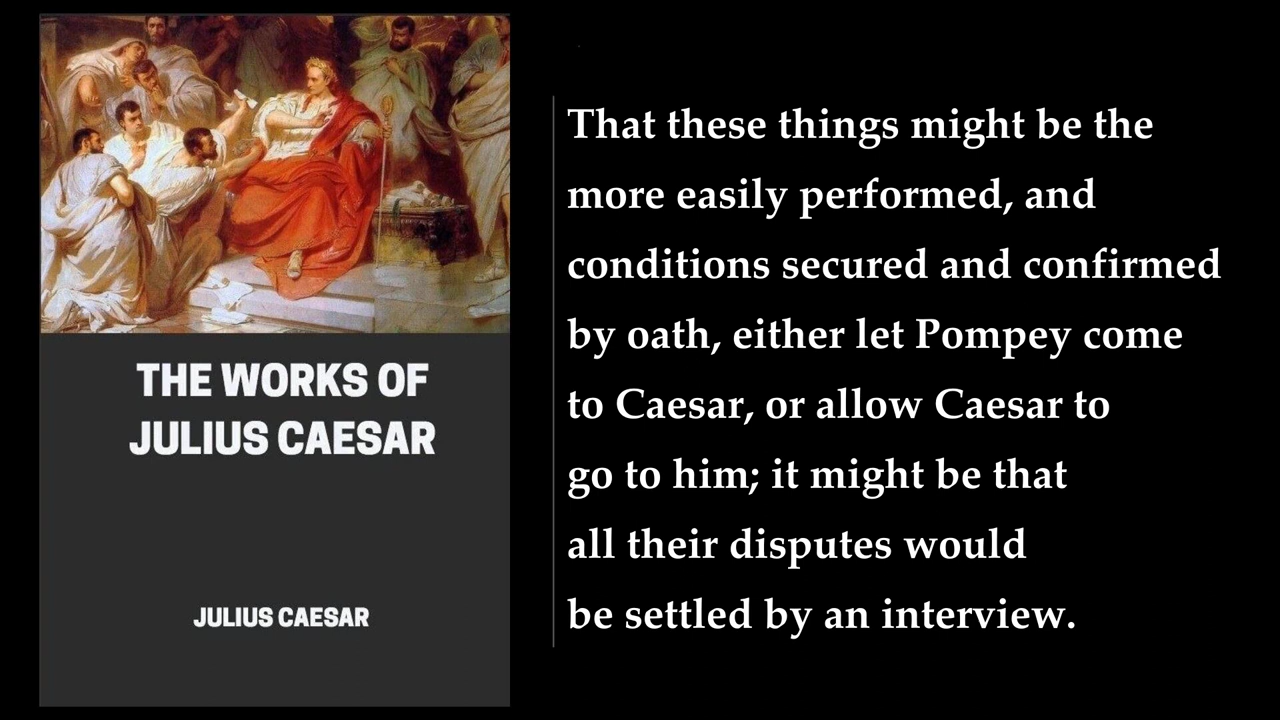 THE WORKS OF
JULIUS CAESAR
JULIUS CAESAR
That these things might be the
more easily performed, and
conditions secured and confirmed
by oath, either let Pompey come
to Caesar, or allow Caesar to
go to him; it might be that
all their disputes would
be settled by an interview.